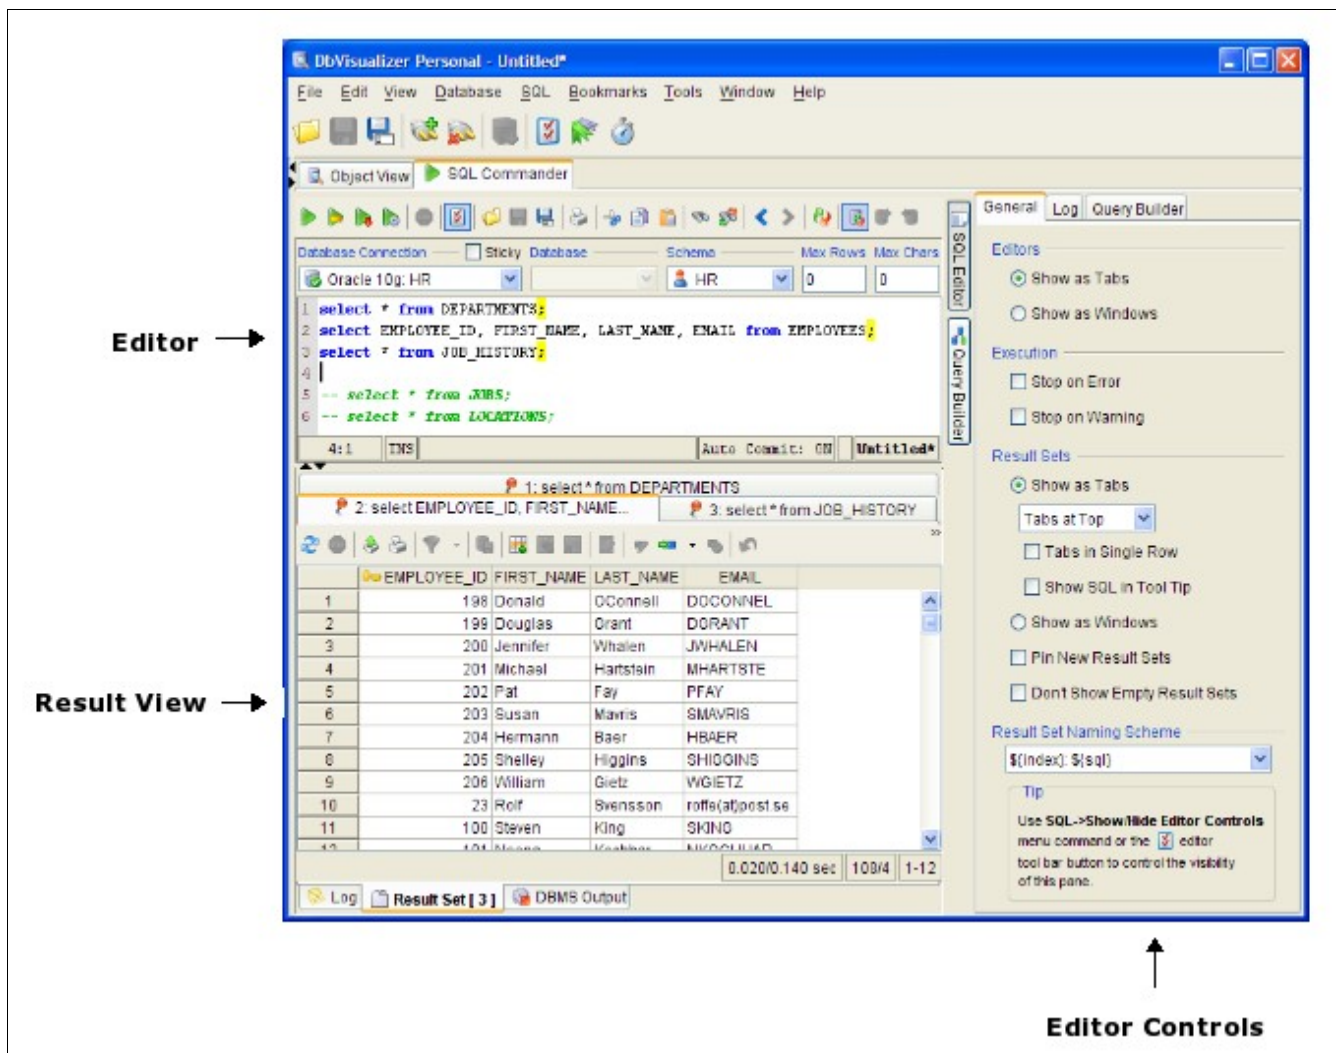 DbVisualizer Personal - Untitled*
File Edit View Database SQL Bookmarks Tools Window Help
Object View SQL Commander
Database Connection Sticky Database Schema Max Rows Max Chars
Oracle 10g: HR HR 0 0
1 select * from DEPARTMENTS;
2 select EMPLOYEE_ID, FIRST_NAME, LAST_NAME, EMAIL from EMPLOYEES;
3 select * from JOB_HISTORY;
4
5 -- select * from JOBS;
6 -- select * from LOCATIONS;
4:1 INS Auto Commit: ON Untitled*
Editor
SQL Editor
Query Builder
1: select * from DEPARTMENTS
2: select EMPLOYEE_ID, FIRST_NAME... 3: select * from JOB_HISTORY
EMPLOYEE_ID FIRST_NAME LAST_NAME EMAIL
1 198 Donald OConnell DOCONNEL
2 199 Douglas Grant DGRANT
3 200 Jennifer Whalen JWHALEN
4 201 Michael Hartstein MHARTSTE
5 202 Pat Fay PFAY
6 203 Susan Mavris SMAVRIS
7 204 Hermann Baer HBAER
8 205 Shelley Higgins SHIGGINS
9 206 William Gietz WGIETZ
10 23 Rolf Svensson roffe(at)post.se
11 100 Steven King SKING
Result View
0.020/0.140 sec 108/4 1-12
Log Result Set [ 3 ] DBMS Output
General Log Query Builder
Editors
Show as Tabs
Show as Windows
Execution
Stop on Error
Stop on Warning
Result Sets
Show as Tabs
Tabs at Top
Tabs in Single Row
Show SQL in Tool Tip
Show as Windows
Pin New Result Sets
Don't Show Empty Result Sets
Result Set Naming Scheme
${index}: ${sql}
Tip
Use SQL->Show/Hide Editor Controls
menu command or the editor
tool bar button to control the visibility
of this pane.
Editor Controls